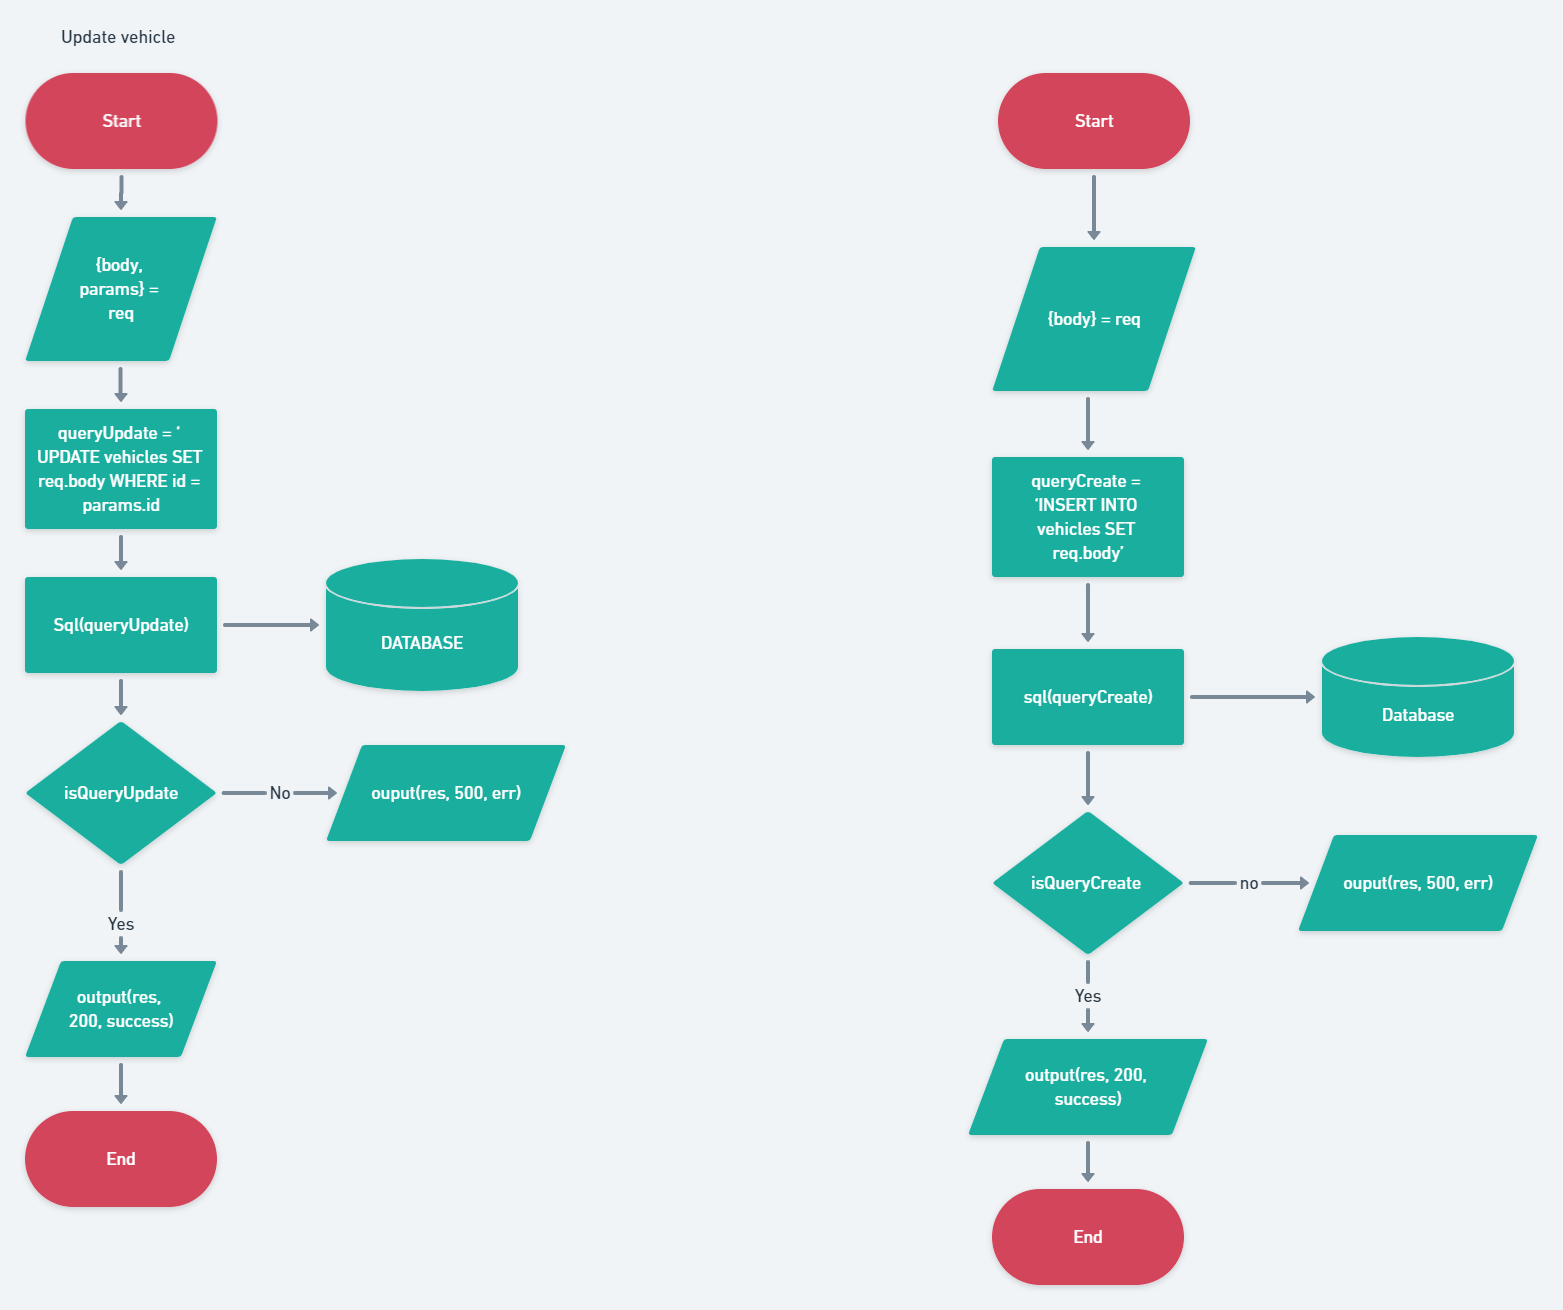 Update vehicle
Start
{body,
params} =
req
queryUpdate = ‘
UPDATE vehicles SET
req.body WHERE id =
params.id
Sql(queryUpdate)
DATABASE
isQueryUpdate
No
ouput(res, 500, err)
Yes
output(res,
200, success)
End
Start
{body} = req
queryCreate =
‘INSERT INTO
vehicles SET
req.body’
sql(queryCreate)
Database
isQueryCreate
no
ouput(res, 500, err)
Yes
output(res, 200,
success)
End